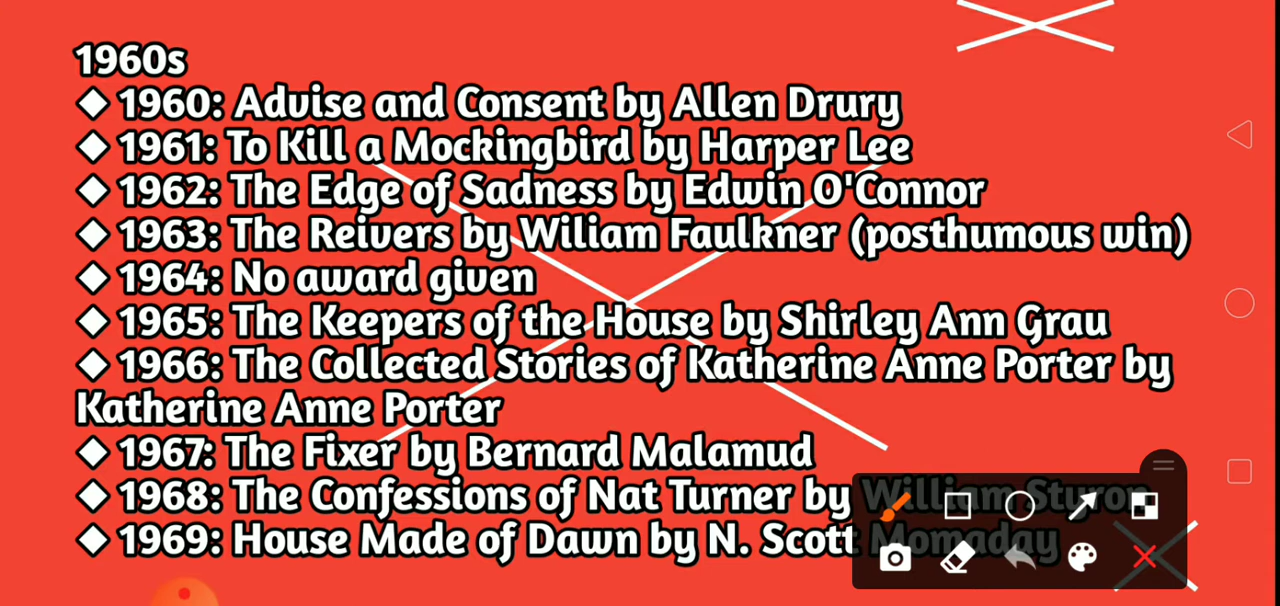 1960s
◆ 1960: Advise and Consent by Allen Drury
◆ 1961: To Kill a Mockingbird by Harper Lee
◆ 1962: The Edge of Sadness by Edwin O'Connor
◆ 1963: The Reivers by Wiliam Faulkner (posthumous win)
◆ 1964: No award given
◆ 1965: The Keepers of the House by Shirley Ann Grau
◆ 1966: The Collected Stories of Katherine Anne Porter by
Katherine Anne Porter
◆ 1967: The Fixer by Bernard Malamud
◆ 1968: The Confessions of Nat Turner by William Styron
◆ 1969: House Made of Dawn by N. Scott Momaday